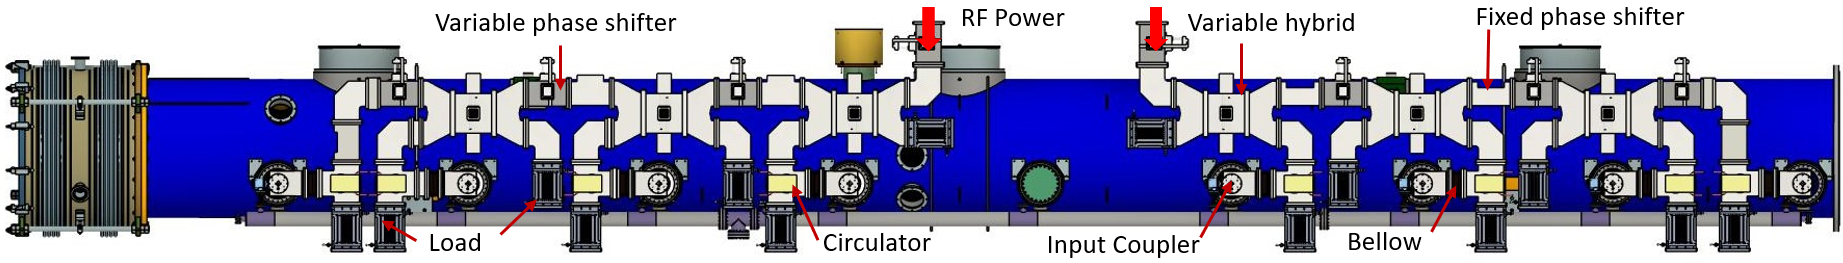 Variable phase shifter
RF Power
Variable hybrid
Fixed phase shifter
Load
Circulator
Input Coupler
Bellow